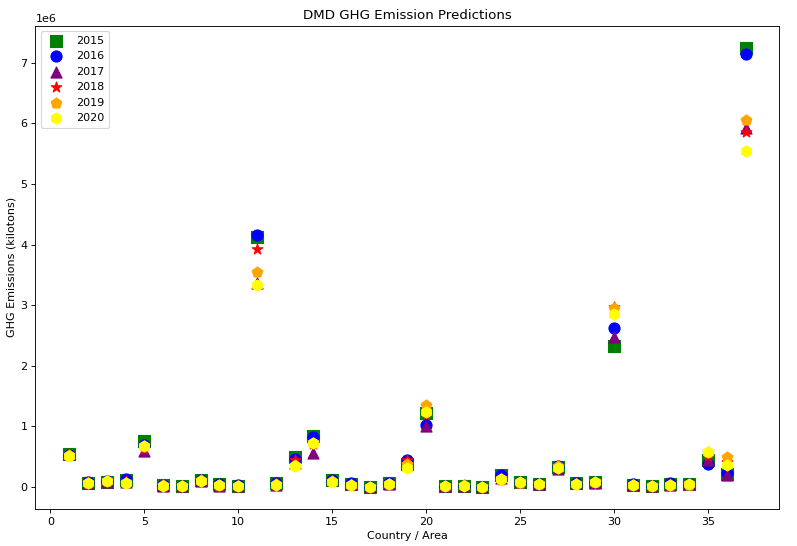 DMD GHG Emission Predictions
1e6
2015
2016
2017
2018
2019
2020
7
6
5
4
3
2
1
0
GHG Emissions (kilotons)
0 5 10 15 20 25 30 35
Country / Area